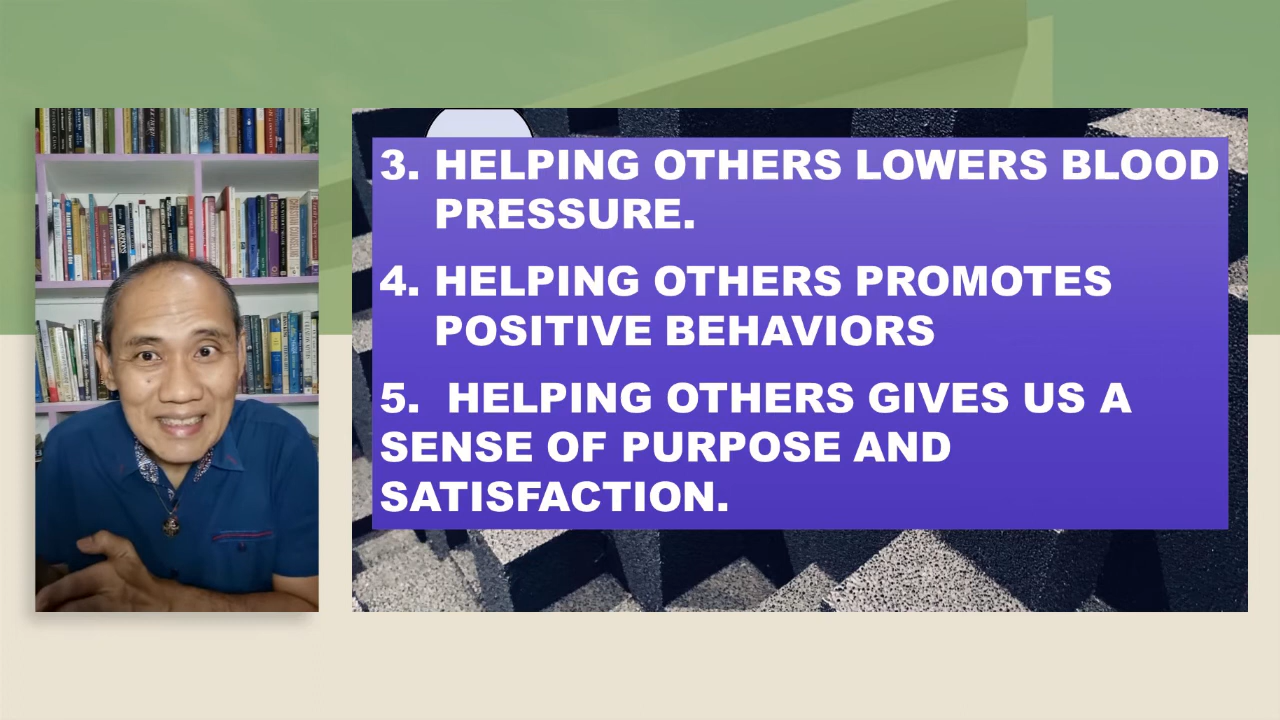 3. HELPING OTHERS LOWERS BLOOD
PRESSURE.
4. HELPING OTHERS PROMOTES
POSITIVE BEHAVIORS
5. HELPING OTHERS GIVES US A
SENSE OF PURPOSE AND
SATISFACTION.